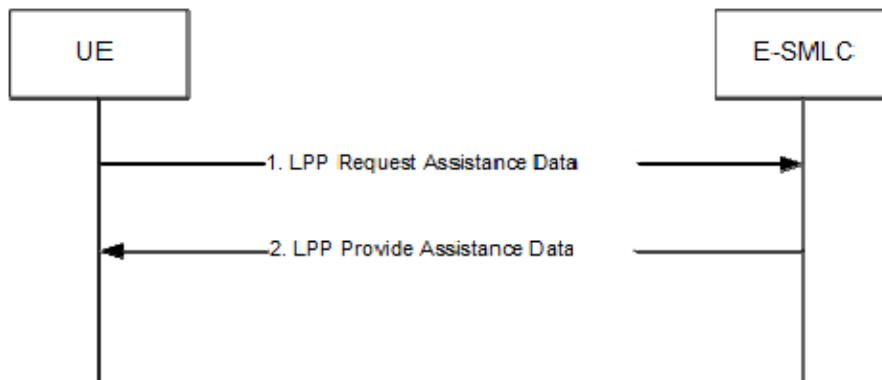 UE
E-SMLC
1. LPP Request Assistance Data
2. LPP Provide Assistance Data